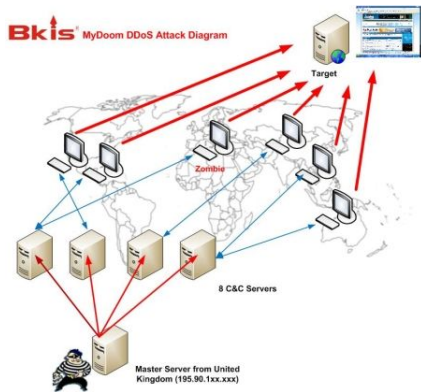 Bkis MyDoom DDoS Attack Diagram
Target
Zombie
8 C&C Servers
Master Server from United
Kingdom (195.90.1xx.xxx)